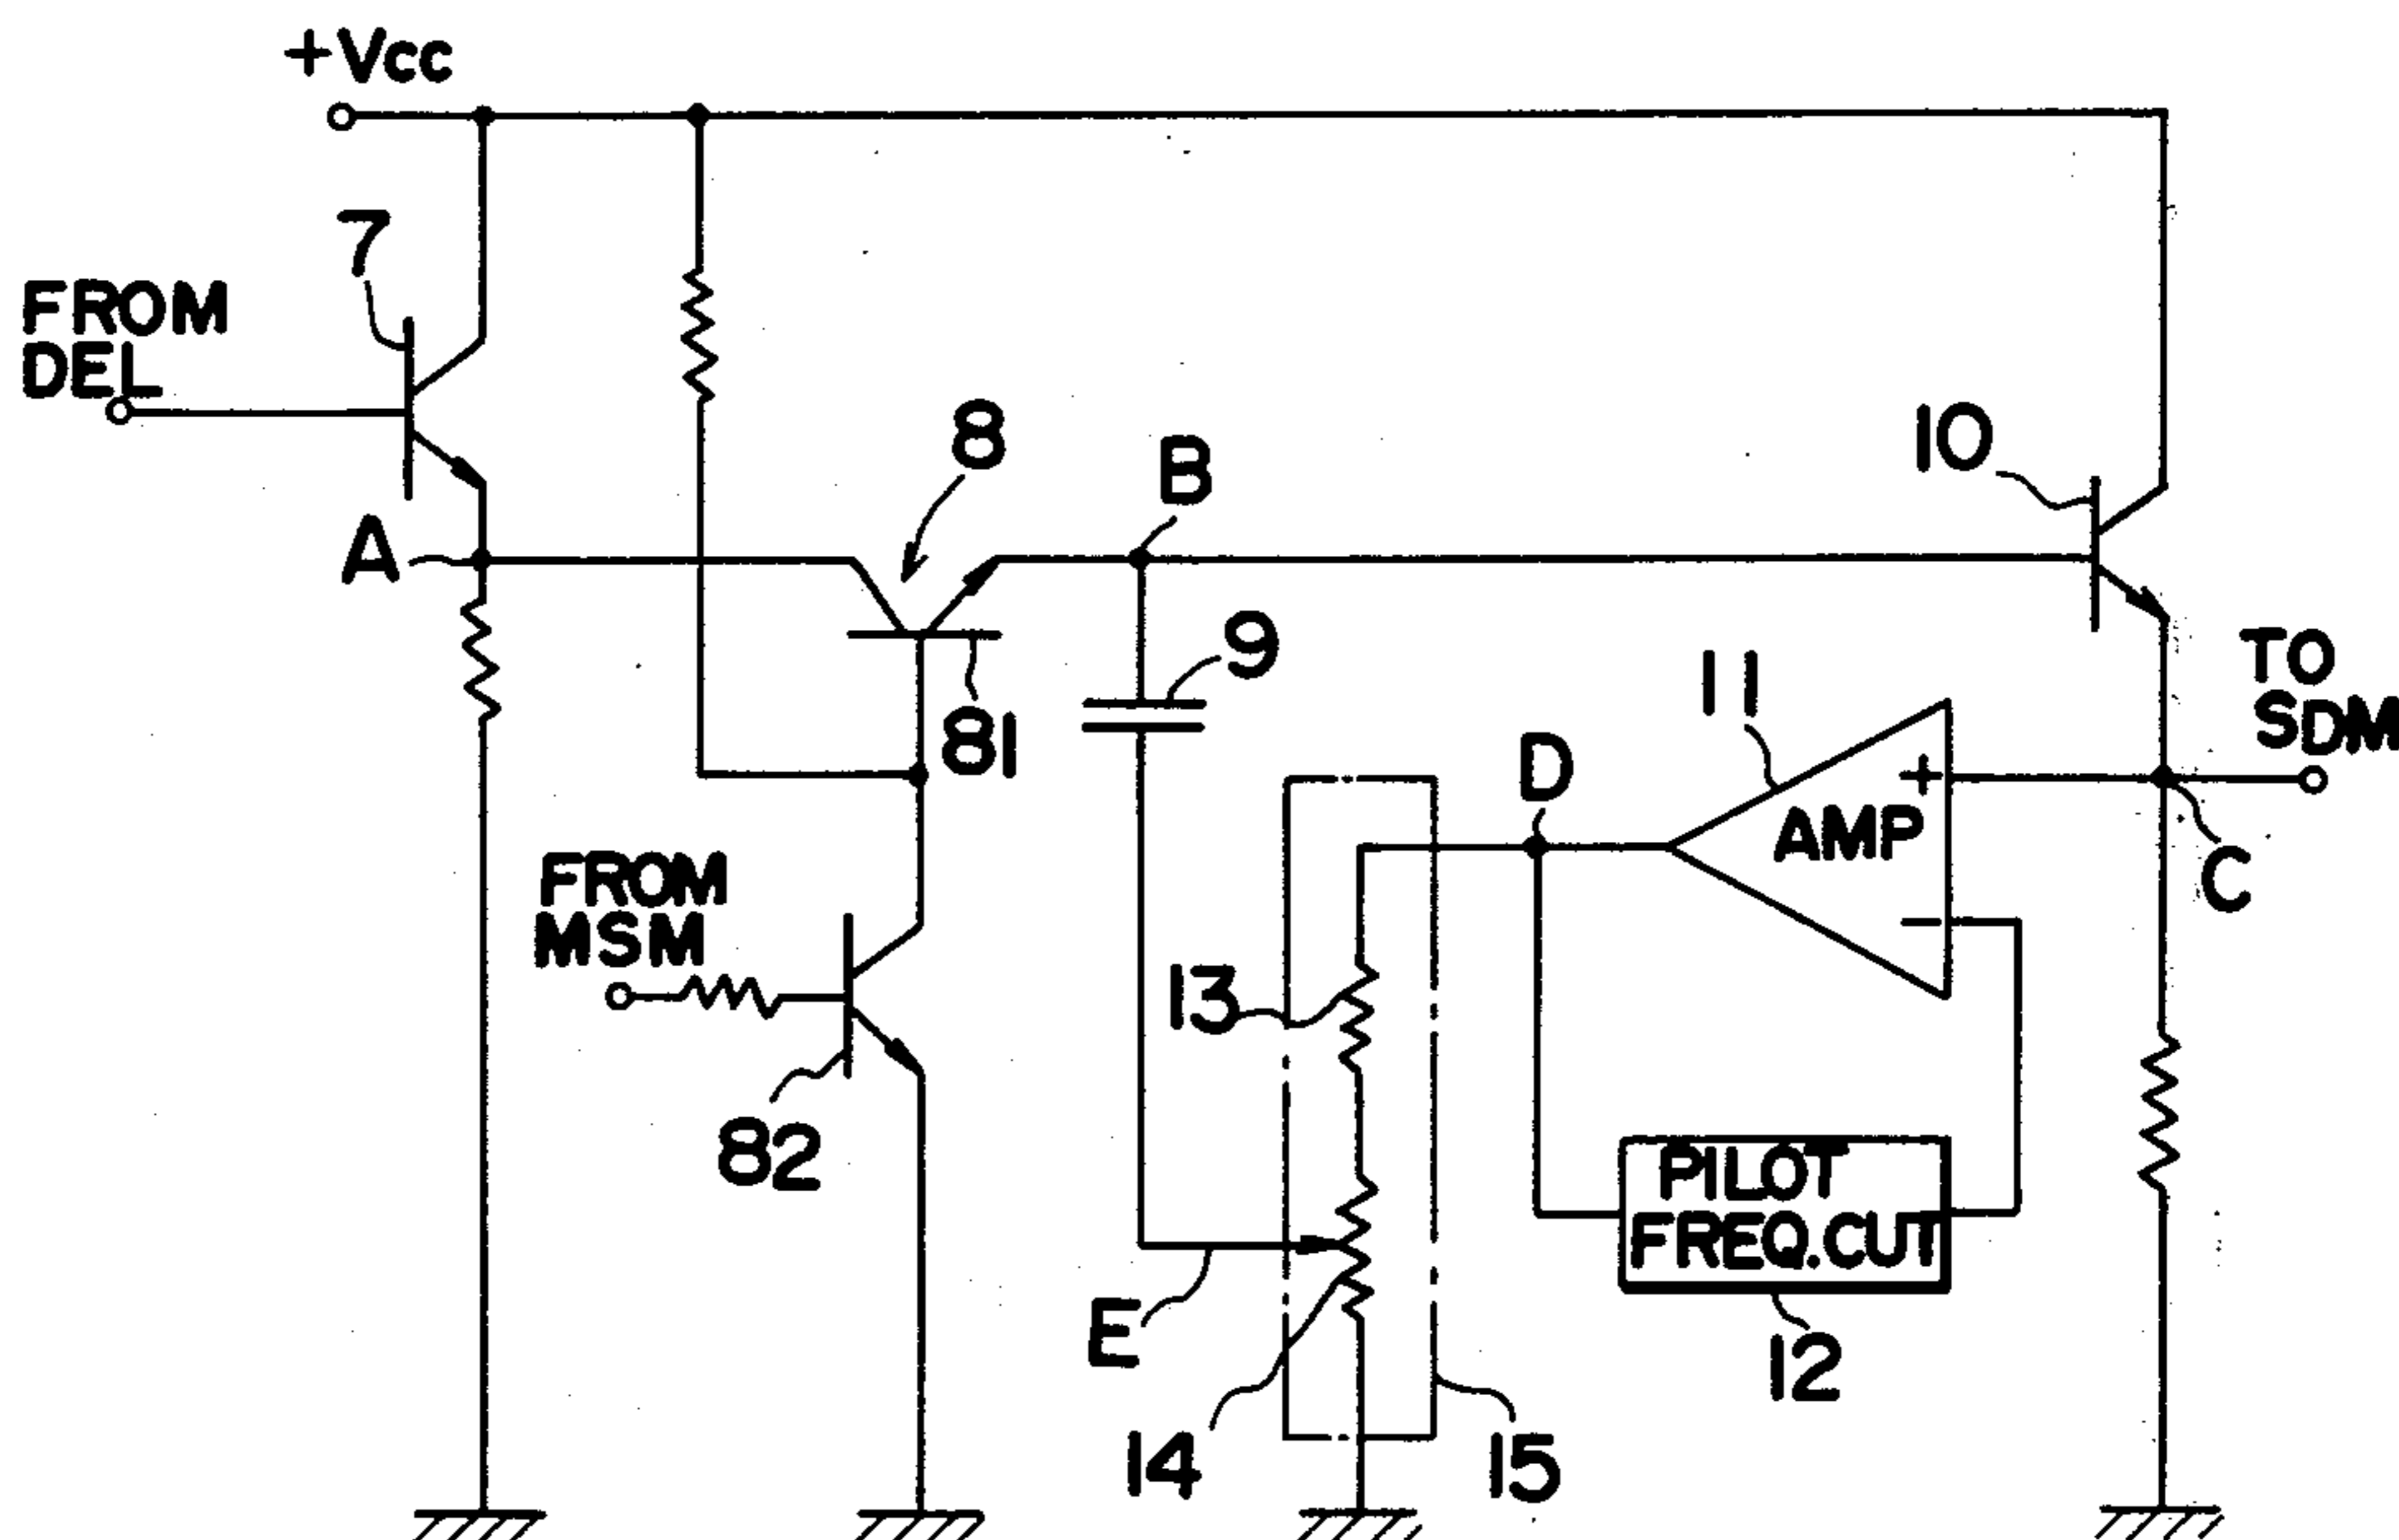 +Vcc
7
FROM
DEL
8
B
10
A
9
11
TO
SDM
81
D
+
AMP
C
FROM
MSM
−
13
82
PILOT
FREQ.CUT
E
12
14
15